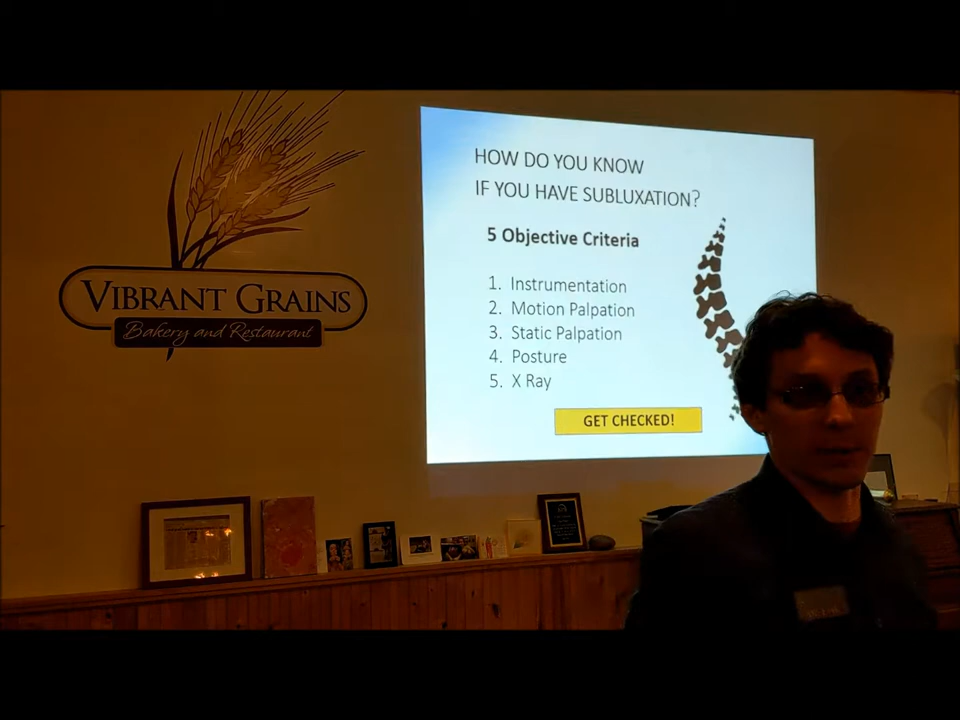 VIBRANT GRAINS
Bakery and Restaurant
HOW DO YOU KNOW
IF YOU HAVE SUBLUXATION?
5 Objective Criteria
1. Instrumentation
2. Motion Palpation
3. Static Palpation
4. Posture
5. X Ray
GET CHECKED!